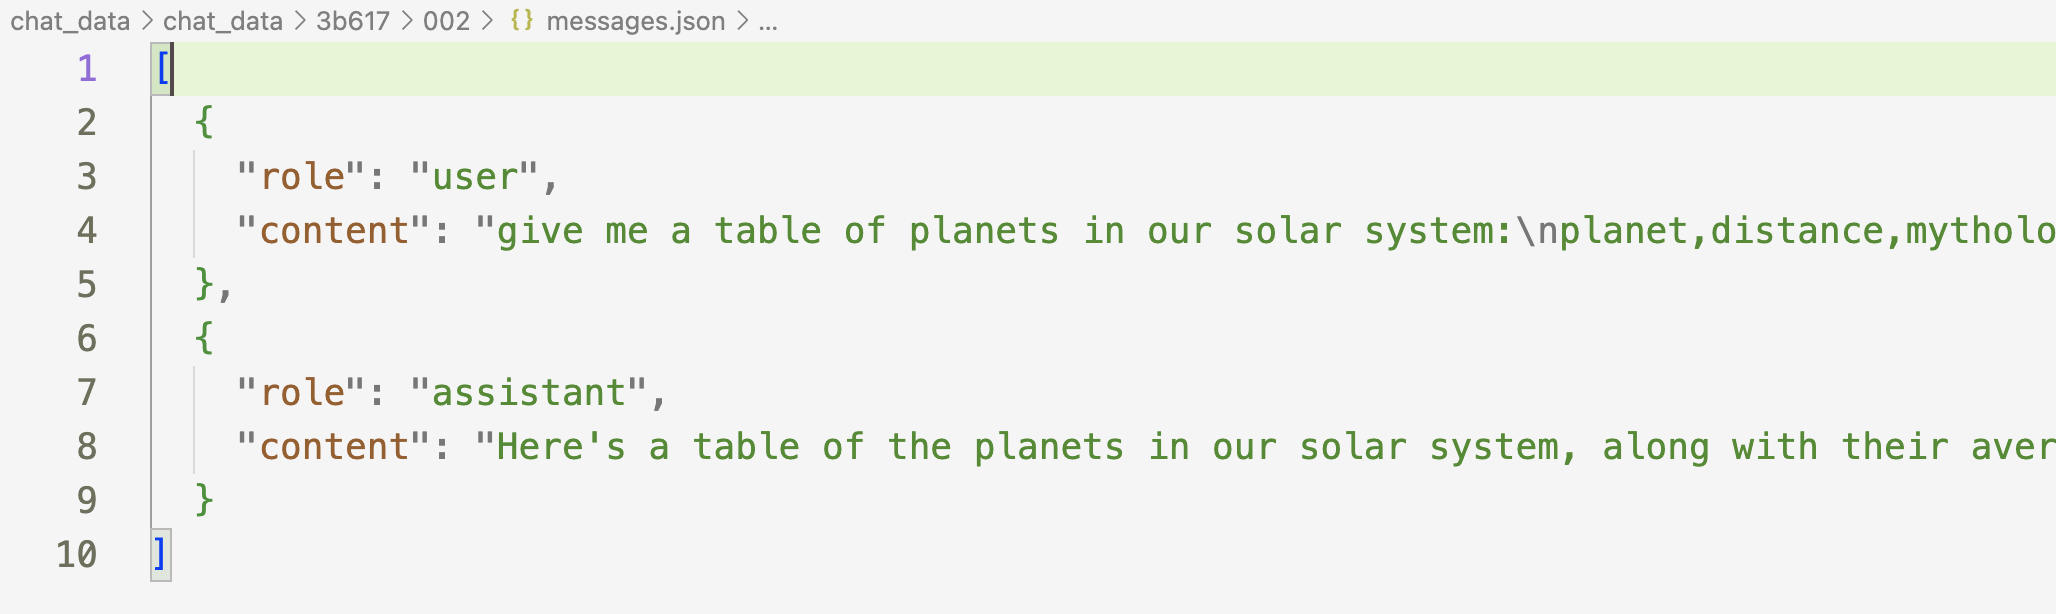 chat_data > chat_data > 3b617 > 002 > {} messages.json > ...
1 [
2 {
3 "role": "user",
4 "content": "give me a table of planets in our solar system:\nplanet,distance,mytholo
5 },
6 {
7 "role": "assistant",
8 "content": "Here's a table of the planets in our solar system, along with their aver
9 }
10 ]